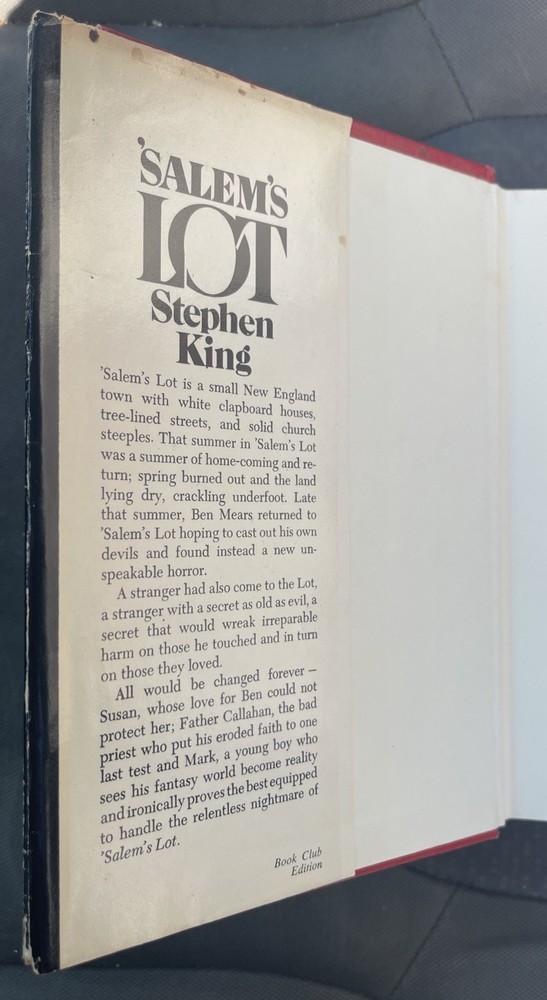 'SALEM'S
LOT
Stephen
King
'Salem's Lot is a small New England
town with white clapboard houses,
tree-lined streets, and solid church
steeples. That summer in 'Salem's Lot
was a summer of home-coming and re-
turn; spring burned out and the land
lying dry, crackling underfoot. Late
that summer, Ben Mears returned to
'Salem's Lot hoping to cast out his own
devils and found instead a new un-
speakable horror.
A stranger had also come to the Lot,
a stranger with a secret as old as evil, a
secret that would wreak irreparable
harm on those he touched and in turn
on those they loved.
All would be changed forever—
Susan, whose love for Ben could not
protect her; Father Callahan, the bad
priest who put his eroded faith to one
last test and Mark, a young boy who
sees his fantasy world become reality
and ironically proves the best equipped
to handle the relentless nightmare of
'Salem's Lot.
Book Club
Edition